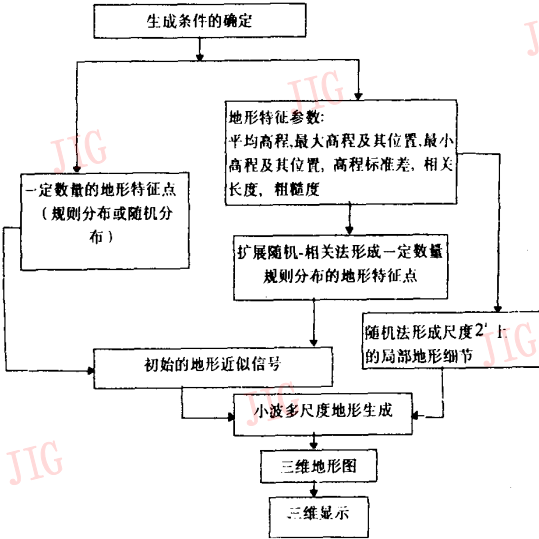 生成条件的确定
地形特征参数:
平均高程,最大高程及其位置,最小
高程及其位置, 高程标准差, 相关
长度, 粗糙度
一定数量的地形特征点
(规则分布或随机分
布)
扩展随机-相关法形成一定数量
规则分布的地形特征点
随机法形成尺度 上
的局部地形细节
初始的地形近似信号
小波多尺度地形生成
三维地形图
三维显示
JIG
JIG
JIG
JIG
JIG
JIG